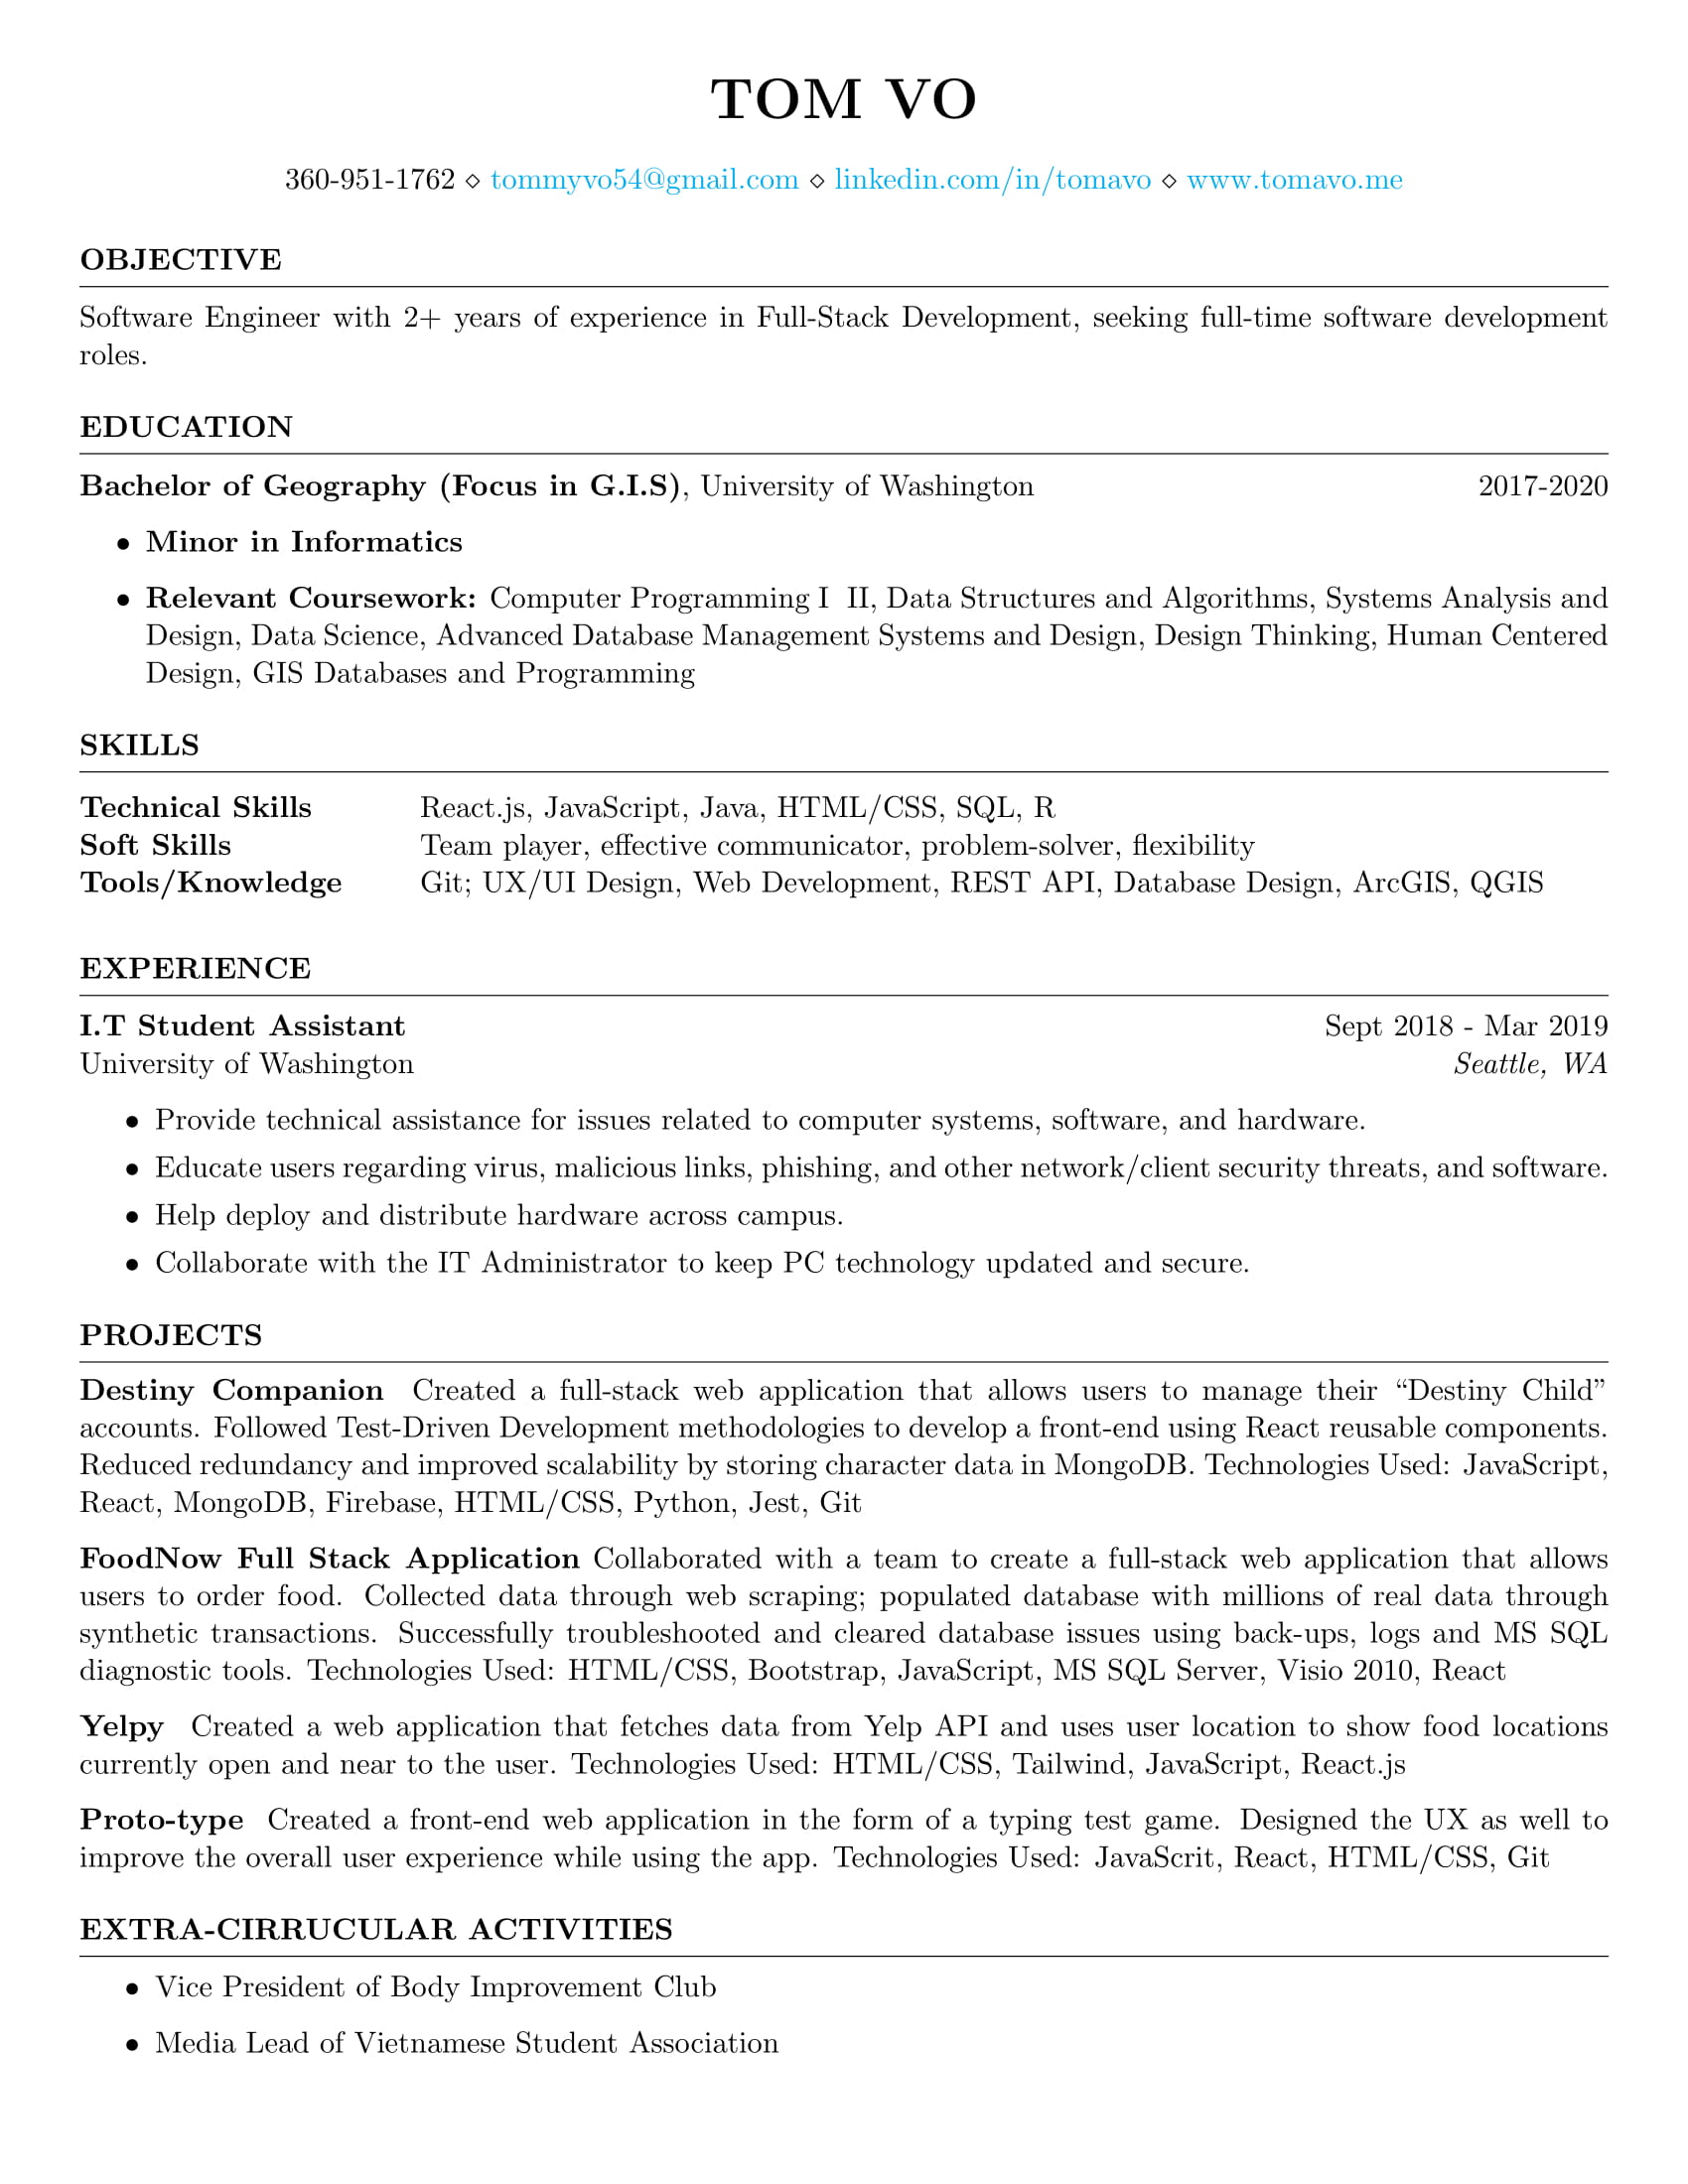 TOM VO
360-951-1762 ⋄ tommyvo54@gmail.com ⋄ linkedin.com/in/tomavo ⋄ www.tomavo.me
OBJECTIVE
Software Engineer with 2+ years of experience in Full-Stack Development, seeking full-time software development
roles.
EDUCATION
Bachelor of Geography (Focus in G.I.S), University of Washington 2017-2020
• Minor in Informatics
• Relevant Coursework: Computer Programming I II, Data Structures and Algorithms, Systems Analysis and
Design, Data Science, Advanced Database Management Systems and Design, Design Thinking, Human Centered
Design, GIS Databases and Programming
SKILLS
Technical Skills React.js, JavaScript, Java, HTML/CSS, SQL, R
Soft Skills Team player, effective communicator, problem-solver, flexibility
Tools/Knowledge Git; UX/UI Design, Web Development, REST API, Database Design, ArcGIS, QGIS
EXPERIENCE
I.T Student Assistant Sept 2018 - Mar 2019
University of Washington Seattle, WA
• Provide technical assistance for issues related to computer systems, software, and hardware.
• Educate users regarding virus, malicious links, phishing, and other network/client security threats, and software.
• Help deploy and distribute hardware across campus.
• Collaborate with the IT Administrator to keep PC technology updated and secure.
PROJECTS
Destiny Companion Created a full-stack web application that allows users to manage their “Destiny Child”
accounts. Followed Test-Driven Development methodologies to develop a front-end using React reusable components.
Reduced redundancy and improved scalability by storing character data in MongoDB. Technologies Used: JavaScript,
React, MongoDB, Firebase, HTML/CSS, Python, Jest, Git
FoodNow Full Stack Application Collaborated with a team to create a full-stack web application that allows
users to order food. Collected data through web scraping; populated database with millions of real data through
synthetic transactions. Successfully troubleshooted and cleared database issues using back-ups, logs and MS SQL
diagnostic tools. Technologies Used: HTML/CSS, Bootstrap, JavaScript, MS SQL Server, Visio 2010, React
Yelpy Created a web application that fetches data from Yelp API and uses user location to show food locations
currently open and near to the user. Technologies Used: HTML/CSS, Tailwind, JavaScript, React.js
Proto-type Created a front-end web application in the form of a typing test game. Designed the UX as well to
improve the overall user experience while using the app. Technologies Used: JavaScrit, React, HTML/CSS, Git
EXTRA-CIRRUCULAR ACTIVITIES
• Vice President of Body Improvement Club
• Media Lead of Vietnamese Student Association